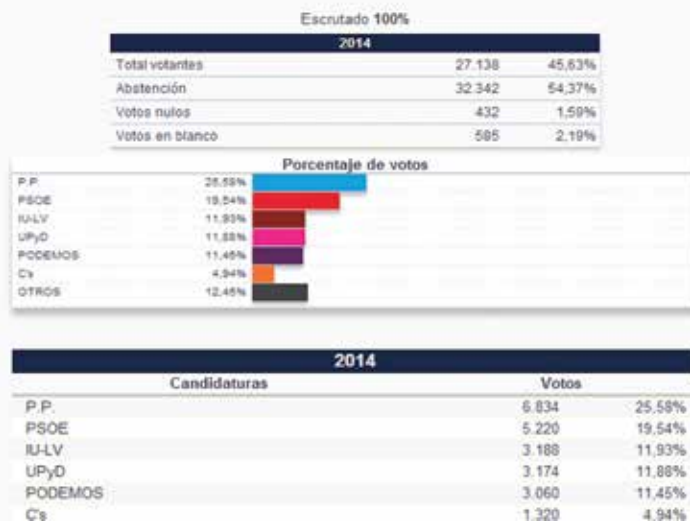 Escrutado 100%
2014
Total votantes 27.138 45,63%
Abstención 32.342 54,37%
Votos nulos 432 1,59%
Votos en blanco 585 2,19%
Porcentaje de votos
P.P. 25,58%
PSOE 19,54%
IU-LV 11,93%
UPyD 11,88%
PODEMOS 11,45%
C's 4,94%
OTROS 12,45%
2014
Candidaturas Votos
P.P. 6.834 25,58%
PSOE 5.220 19,54%
IU-LV 3.188 11,93%
UPyD 3.174 11,88%
PODEMOS 3.060 11,45%
C's 1.320 4,94%